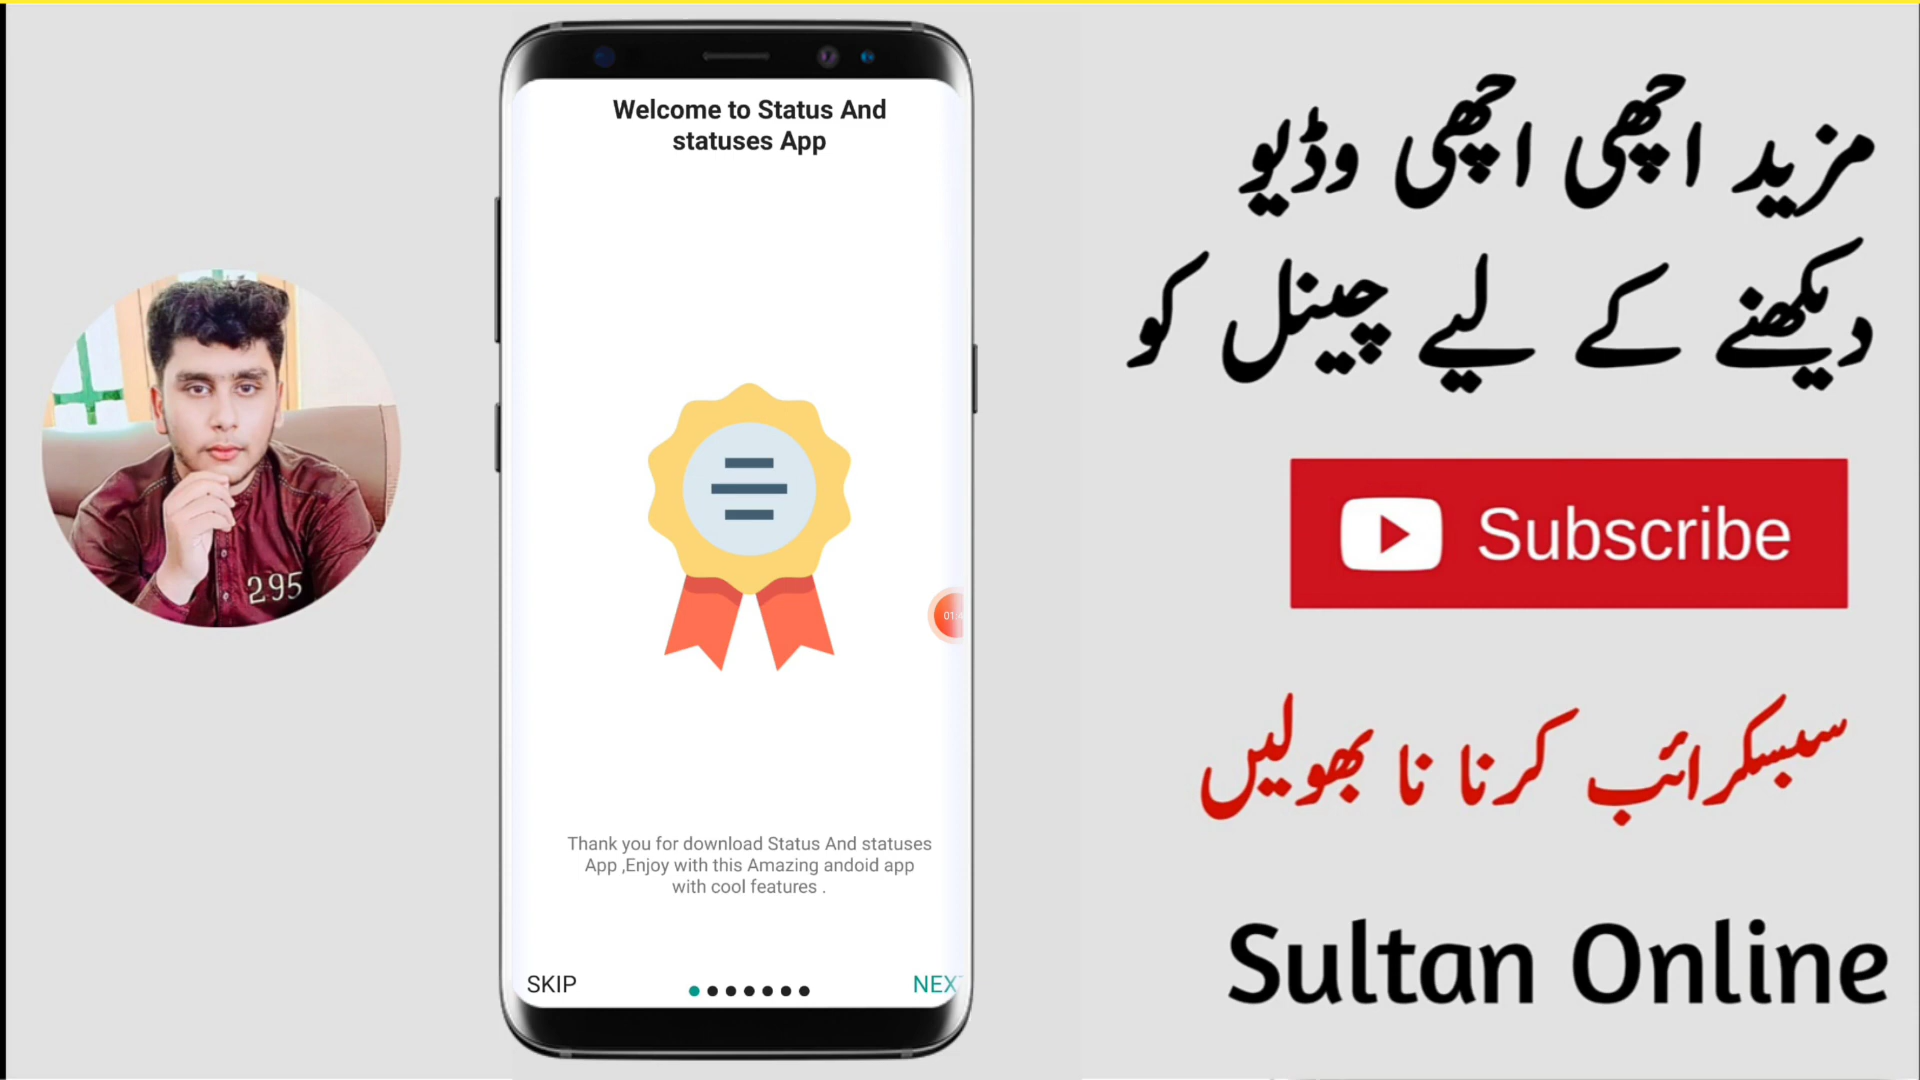 Welcome to Status And
statuses App
295
01:4
Thank you for download Status And statuses
App ,Enjoy with this Amazing andoid app
with cool features .
SKIP
NEX
مزید اچھی اچھی وڈیو
دیکھنے کے لیے چینل کو
Subscribe
سبسکرائب کرنا نا بھولیں
Sultan Online